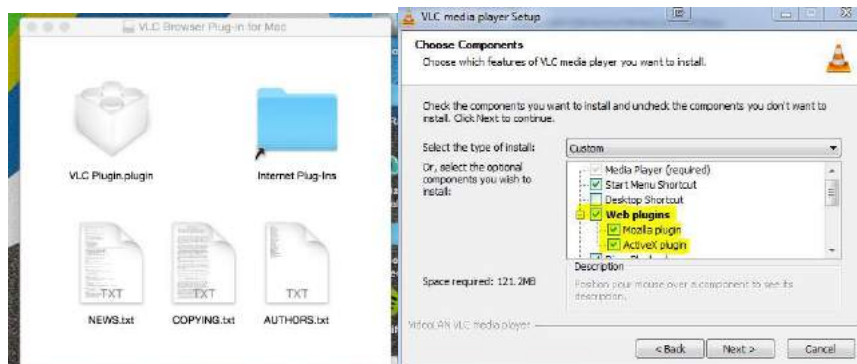 VLC Browser Plug-in for Mac
VLC Plugin.plugin
Internet Plug-Ins
TXT
TXT
TXT
NEWS.txt
COPYING.txt
AUTHORS.txt
VLC media player Setup
Choose Components
Choose which features of VLC media player you want to install.
Check the components you want to install and uncheck the components you don't want to
install. Click Next to continue.
Select the type of install:
Custom
Or, select the optional
components you wish to
install:
Media Player (required)
Start Menu Shortcut
Desktop Shortcut
Web plugins
Mozilla plugin
ActiveX plugin
Space required: 121.2MB
Description
Position your mouse over a component to see its
description.
VideoLAN VLC media player
< Back
Next >
Cancel